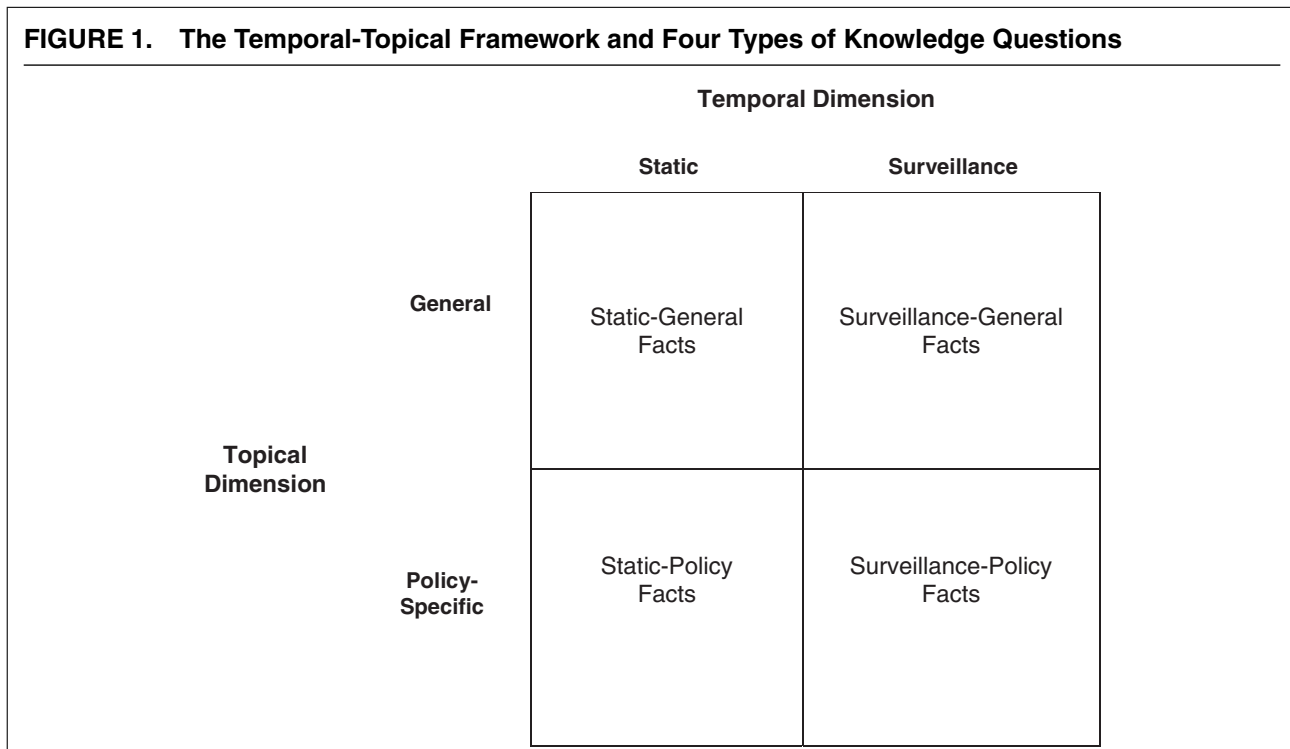 FIGURE 1. The Temporal-Topical Framework and Four Types of Knowledge Questions
Temporal Dimension
Static Surveillance
General
Static-General
Facts
Surveillance-General
Facts
Topical
Dimension
Policy-
Specific
Static-Policy
Facts
Surveillance-Policy
Facts